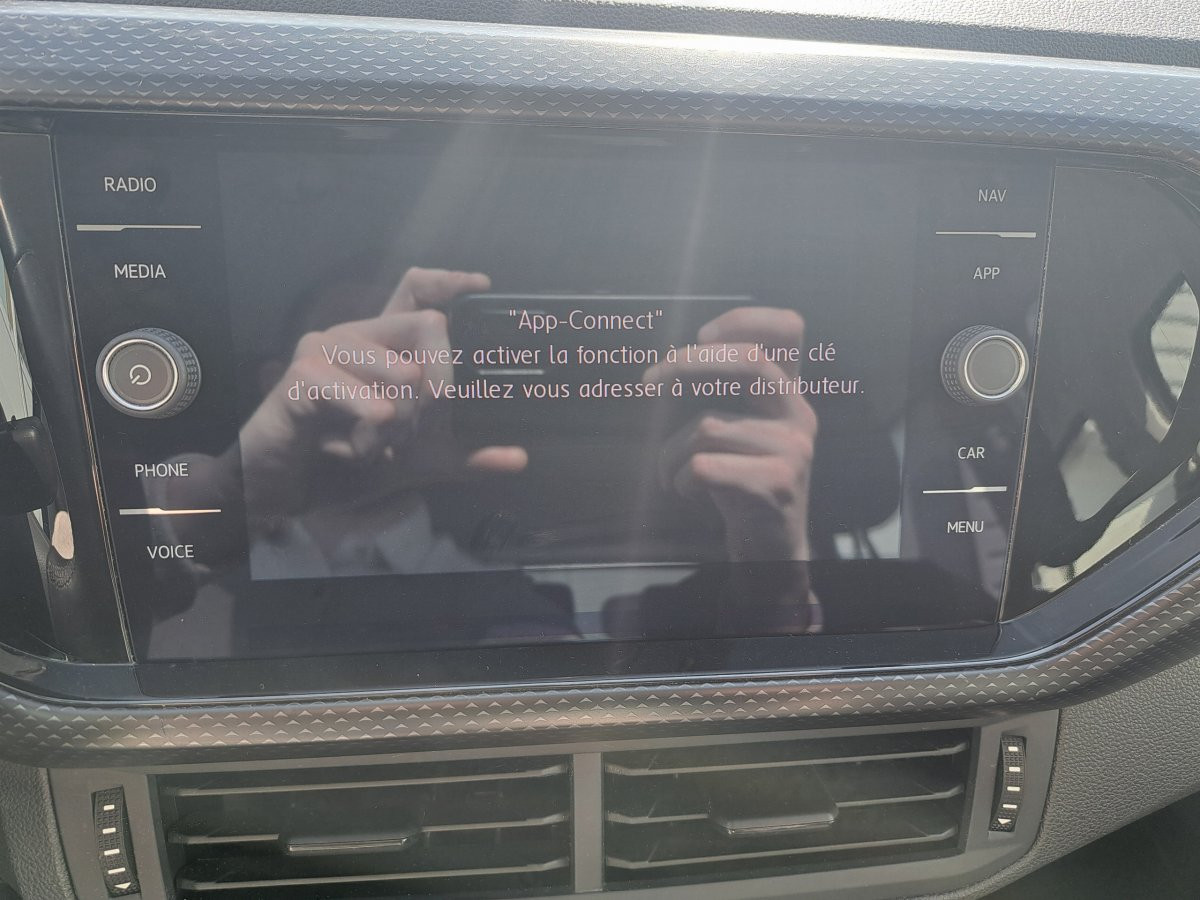 RADIO
MEDIA
PHONE
VOICE
"App-Connect"
Vous pouvez activer la fonction à l'aide d'une clé
d'activation. Veuillez vous adresser à votre distributeur.
NAV
APP
CAR
MENU